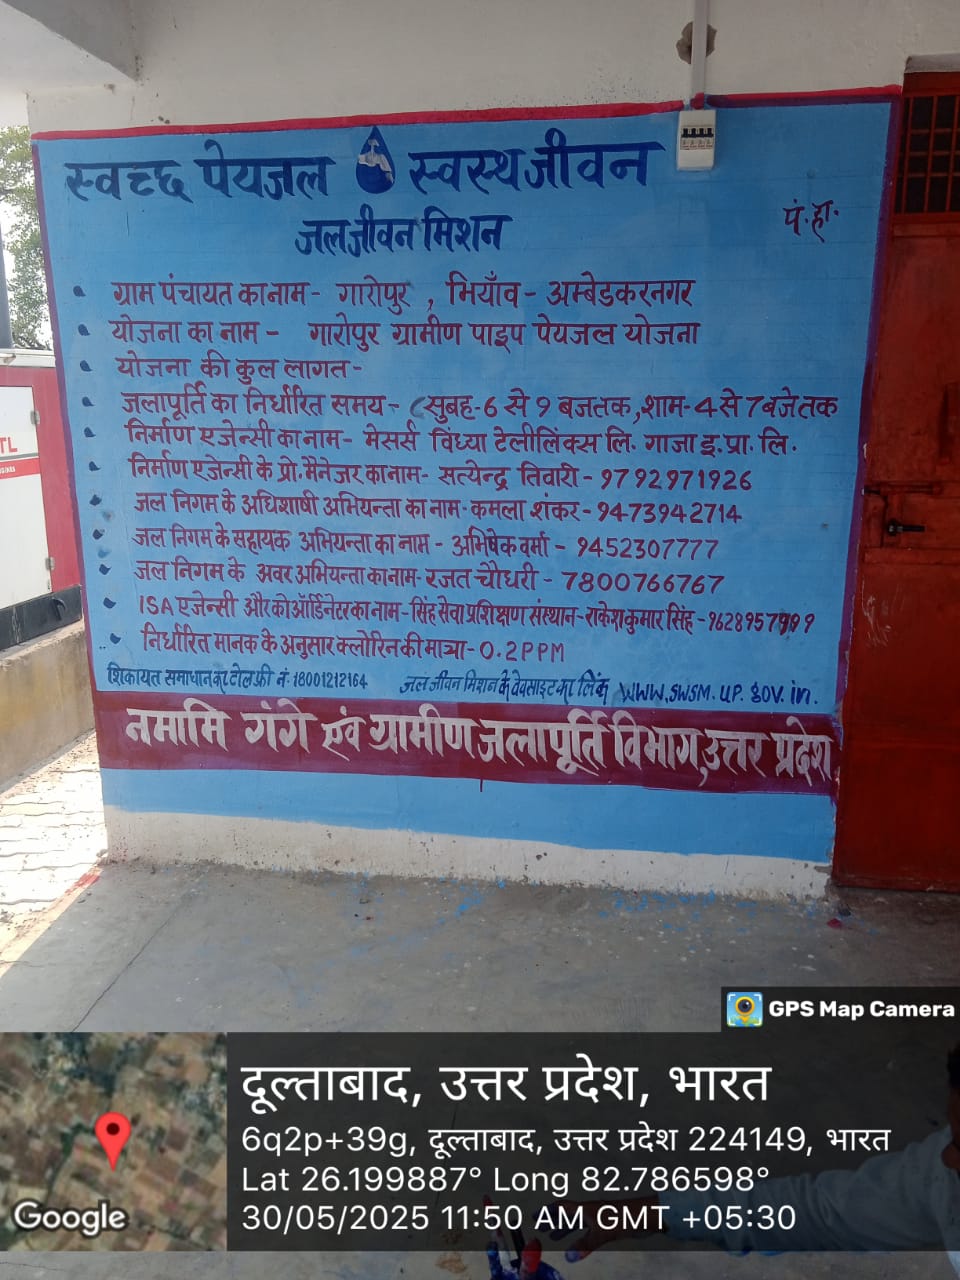 स्वच्छ पेयजल स्वस्थ जीवन
जल जीवन मिशन
पं. हा.
ग्राम पंचायत का नाम - गारोपुर , भियाँव - अम्बेडकरनगर
योजना का नाम - गारोपुर ग्रामीण पाइप पेयजल योजना
योजना की कुल लागत -
जलापूर्ति का निर्धारित समय - सुबह-6 से 9 बजतक, शाम-4 से 7 बजे तक
निर्माण एजेन्सी का नाम - मेसर्स विंध्या टेलीलिंक्स लि. गाजा इ. प्रा. लि.
निर्माण एजेन्सी के प्रो. मैनेजर का नाम - सत्येन्द्र तिवारी - 9792971926
जल निगम के अधिशाषी अभियन्ता का नाम - कमला शंकर - 9473942714
जल निगम के सहायक अभियन्ता का नाम - अभिषेक वर्मा - 9452307777
जल निगम के अवर अभियन्ता का नाम - रजत चौधरी - 7800766767
ISA एजेन्सी और को ऑर्डिनेटर का नाम - सिंह सेवा प्रशिक्षण संस्थान - राकेश कुमार सिंह -
निर्धारित मानक के अनुसार क्लोरिन की मात्रा - 0.2PPM
शिकायत समाधान का टोल फ्री नं - 18001212164 जल जीवन मिशन के वेवसाइट का लिंक www.swsm.up.gov.in.
नमामि गंगे एवं ग्रामीण जलापूर्ति विभाग, उत्तर प्रदेश
TL
GPS Map Camera
दूल्ताबाद, उत्तर प्रदेश, भारत
6q2p+39g, दूल्ताबाद, उत्तर प्रदेश 224149, भारत
Lat 26.199887° Long 82.786598°
30/05/2025 11:50 AM GMT +05:30
Google